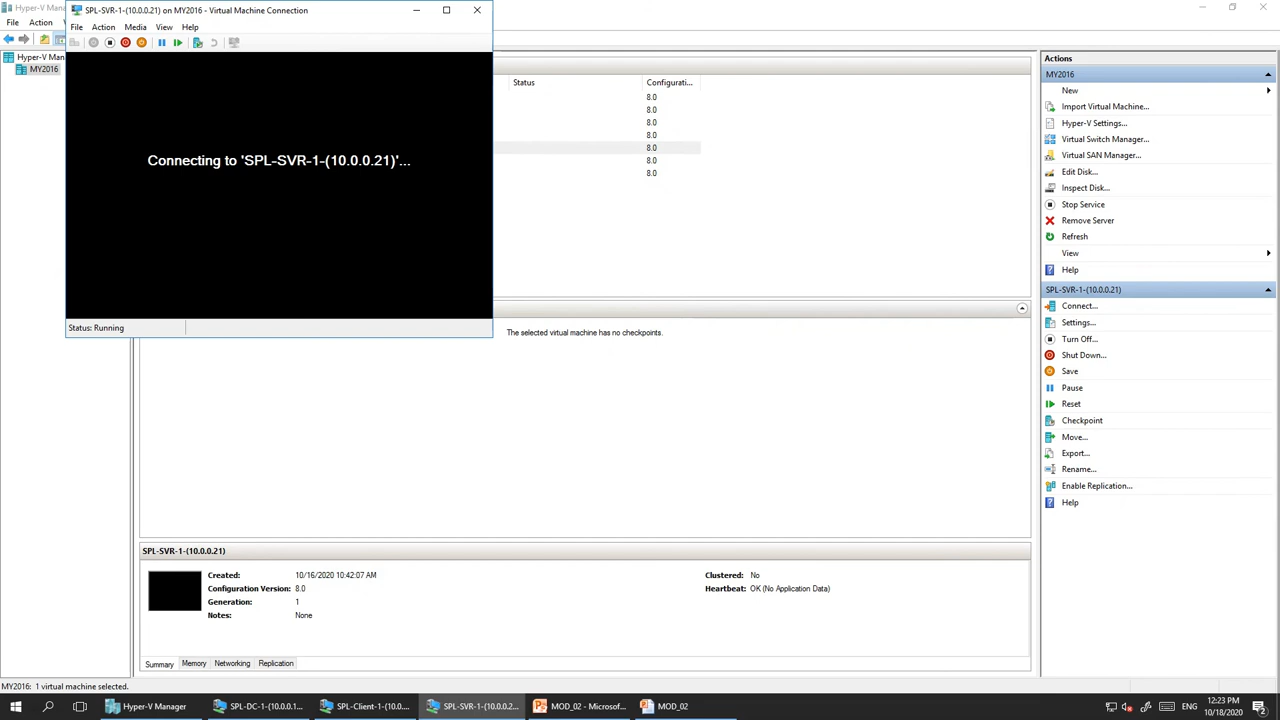 Hyper-V Mana
File Action
SPL-SVR-1-(10.0.0.21) on MY2016 - Virtual Machine Connection
File Action Media View Help
Hyper-V Man
MY2016
Connecting to 'SPL-SVR-1-(10.0.0.21)'...
Status: Running
Status Configurati...
8.0
8.0
8.0
8.0
8.0
8.0
8.0
The selected virtual machine has no checkpoints.
SPL-SVR-1-(10.0.0.21)
Created: 10/16/2020 10:42:07 AM
Configuration Version: 8.0
Generation: 1
Notes: None
Clustered: No
Heartbeat: OK (No Application Data)
Summary Memory Networking Replication
Actions
MY2016
New
Import Virtual Machine...
Hyper-V Settings...
Virtual Switch Manager...
Virtual SAN Manager...
Edit Disk...
Inspect Disk...
Stop Service
Remove Server
Refresh
View
Help
SPL-SVR-1-(10.0.0.21)
Connect...
Settings...
Turn Off...
Shut Down...
Save
Pause
Reset
Checkpoint
Move...
Export...
Rename...
Enable Replication...
Help
MY2016: 1 virtual machine selected.
Hyper-V Manager
SPL-DC-1-(10.0.0.1...
SPL-Client-1-(10.0....
SPL-SVR-1-(10.0.0.2...
MOD_02 - Microsof...
MOD_02
ENG
12:23 PM
10/18/2020
2